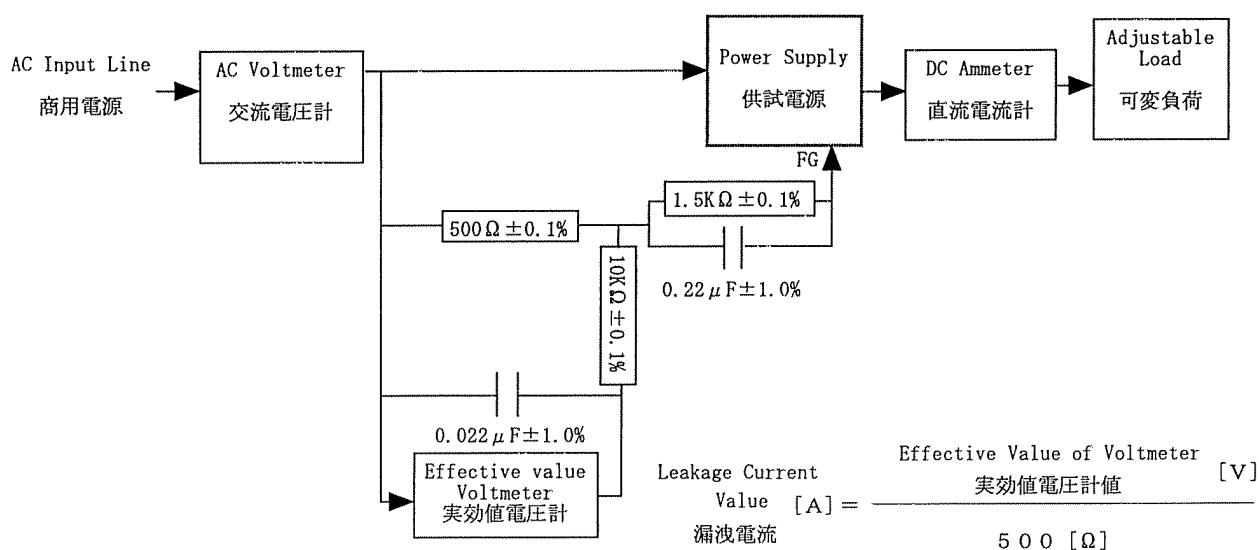 AC Input Line
商用電源
AC Voltmeter
交流電圧計
Power Supply
供試電源
DC Ammeter
直流電流計
Adjustable
Load
可変負荷
FG
1.5KΩ±0.1%
500Ω±0.1%
10KΩ±0.1%
0.22μF±1.0%
0.022μF±1.0%
Effective value
Voltmeter
実効値電圧計
Leakage Current
Value [A]=
漏洩電流
Effective Value of Voltmeter
実効値電圧計値 [V]
500 [Ω]